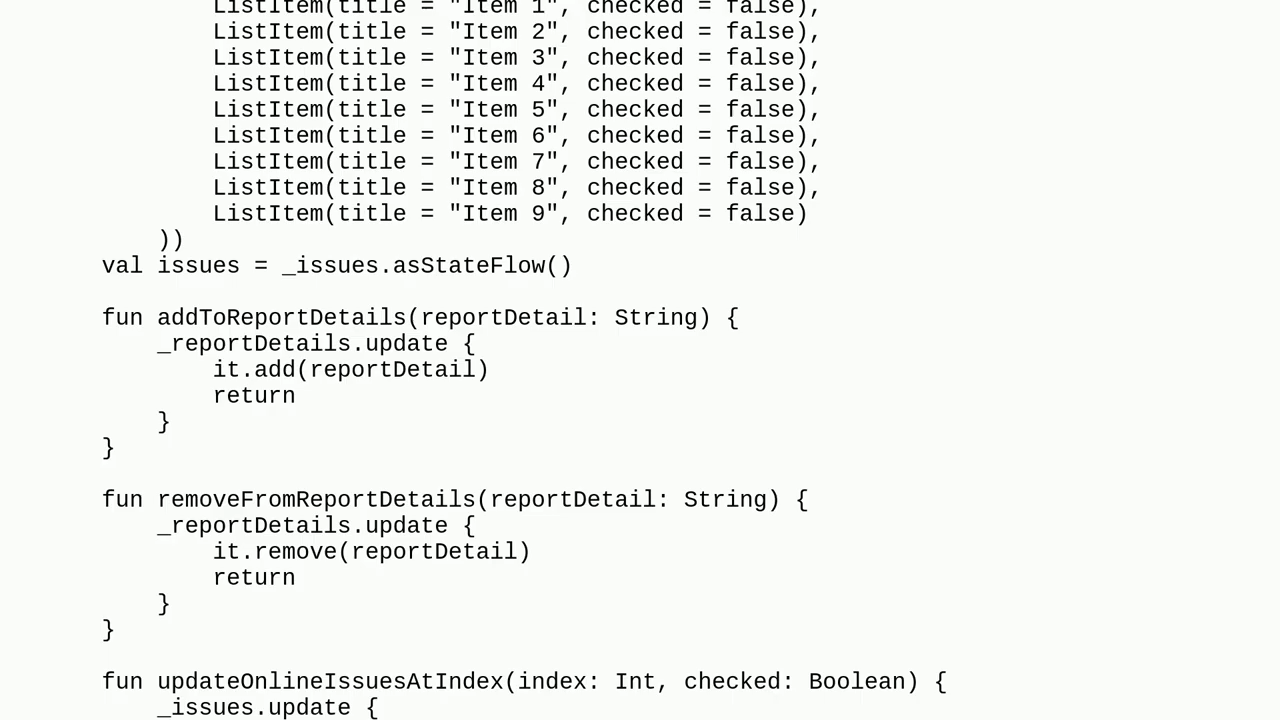 ListItem(title = "Item 1", checked = false),
ListItem(title = "Item 2", checked = false),
ListItem(title = "Item 3", checked = false),
ListItem(title = "Item 4", checked = false),
ListItem(title = "Item 5", checked = false),
ListItem(title = "Item 6", checked = false),
ListItem(title = "Item 7", checked = false),
ListItem(title = "Item 8", checked = false),
ListItem(title = "Item 9", checked = false)
))
val issues = _issues.asStateFlow()
fun addToReportDetails(reportDetail: String) {
_reportDetails.update {
it.add(reportDetail)
return
}
}
fun removeFromReportDetails(reportDetail: String) {
_reportDetails.update {
it.remove(reportDetail)
return
}
}
fun updateOnlineIssuesAtIndex(index: Int, checked: Boolean) {
_issues.update {